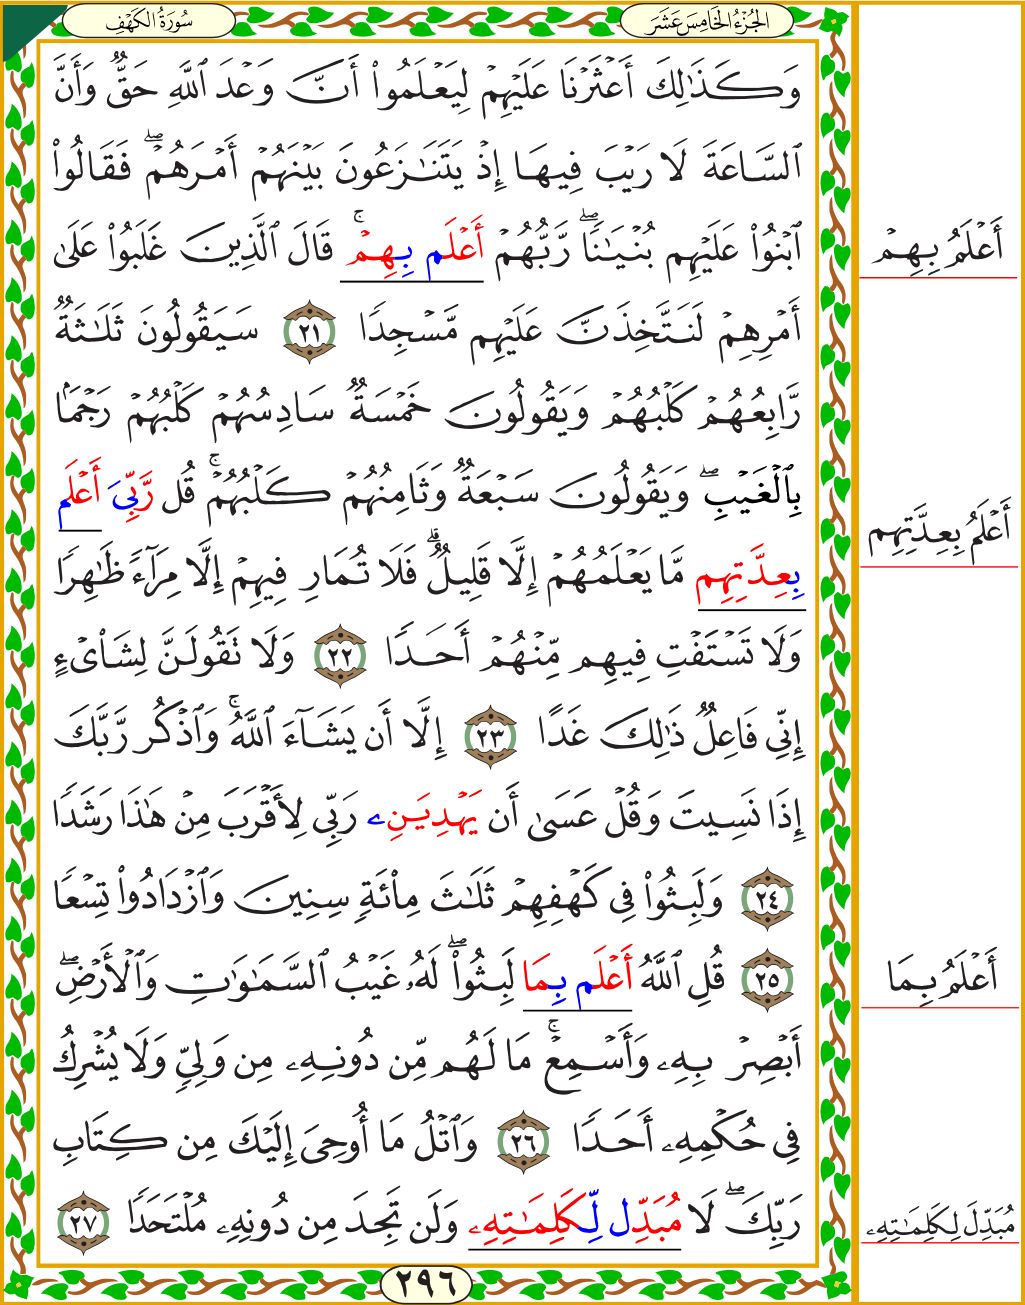 الجُزْءُ الخَامِسَ عَشَرَ
سُورَةُ الكَهْفِ
وَكَذَٰلِكَ أَعْثَرْنَا عَلَيْهِمْ لِيَعْلَمُوا۟ أَنَّ وَعْدَ ٱللَّهِ حَقٌّ وَأَنَّ
ٱلسَّاعَةَ لَا رَيْبَ فِيهَا إِذْ يَتَنَٰزَعُونَ بَيْنَهُمْ أَمْرَهُمْ ۖ فَقَالُوا۟
ٱبْنُوا۟ عَلَيْهِم بُنْيَٰنًا ۖ رَّبُّهُمْ أَعْلَم بِهِمْ ۚ قَالَ ٱلَّذِينَ غَلَبُوا۟ عَلَىٰ
أَعْلَمُ بِهِمْ
أَمْرِهِمْ لَنَتَّخِذَنَّ عَلَيْهِم مَّسْجِدًا ٢١ سَيَقُولُونَ ثَلَٰثَةٌ
رَّابِعُهُمْ كَلْبُهُمْ وَيَقُولُونَ خَمْسَةٌ سَادِسُهُمْ كَلْبُهُمْ رَجْمًۢا
بِٱلْغَيْبِ ۖ وَيَقُولُونَ سَبْعَةٌ وَثَامِنُهُمْ كَلْبُهُمْ ۚ قُل رَّبِّىَ أَعْلَم
أَعْلَمُ بِعِدَّتِهِم
بِعِدَّتِهِم مَّا يَعْلَمُهُمْ إِلَّا قَلِيلٌ ۗ فَلَا تُمَارِ فِيهِمْ إِلَّا مِرَآءً ظَٰهِرًا
وَلَا تَسْتَفْتِ فِيهِم مِّنْهُمْ أَحَدًا ٢٢ وَلَا تَقُولَنَّ لِشَا۟ىْءٍ
إِنِّى فَاعِلٌ ذَٰلِكَ غَدًا ٢٣ إِلَّا أَن يَشَآءَ ٱللَّهُ ۚ وَٱذْكُر رَّبَّكَ
إِذَا نَسِيتَ وَقُلْ عَسَىٰ أَن يَهْدِيَنِۦ رَبِّى لِأَقْرَبَ مِنْ هَٰذَا رَشَدًا
٢٤ وَلَبِثُوا۟ فِى كَهْفِهِمْ ثَلَٰثَ مِا۟ئَةٍ سِنِينَ وَٱزْدَادُوا۟ تِسْعًا
٢٥ قُلِ ٱللَّهُ أَعْلَم بِمَا لَبِثُوا۟ ۖ لَهُۥ غَيْبُ ٱلسَّمَٰوَٰتِ وَٱلْأَرْضِ ۖ
أَعْلَمُ بِمَا
أَبْصِرْ بِهِۦ وَأَسْمِعْ ۚ مَا لَهُم مِّن دُونِهِۦ مِن وَلِىٍّ وَلَا يُشْرِكُ
فِى حُكْمِهِۦ أَحَدًا ٢٦ وَٱتْلُ مَا أُوحِىَ إِلَيْكَ مِن كِتَابِ
رَبِّكَ ۖ لَا مُبَدِّل لِّكَلِمَٰتِهِۦ وَلَن تَجِدَ مِن دُونِهِۦ مُلْتَحَدًا ٢٧
مُبَدِّلَ لِكَلِمَٰتِهِۦ
٢٩٦